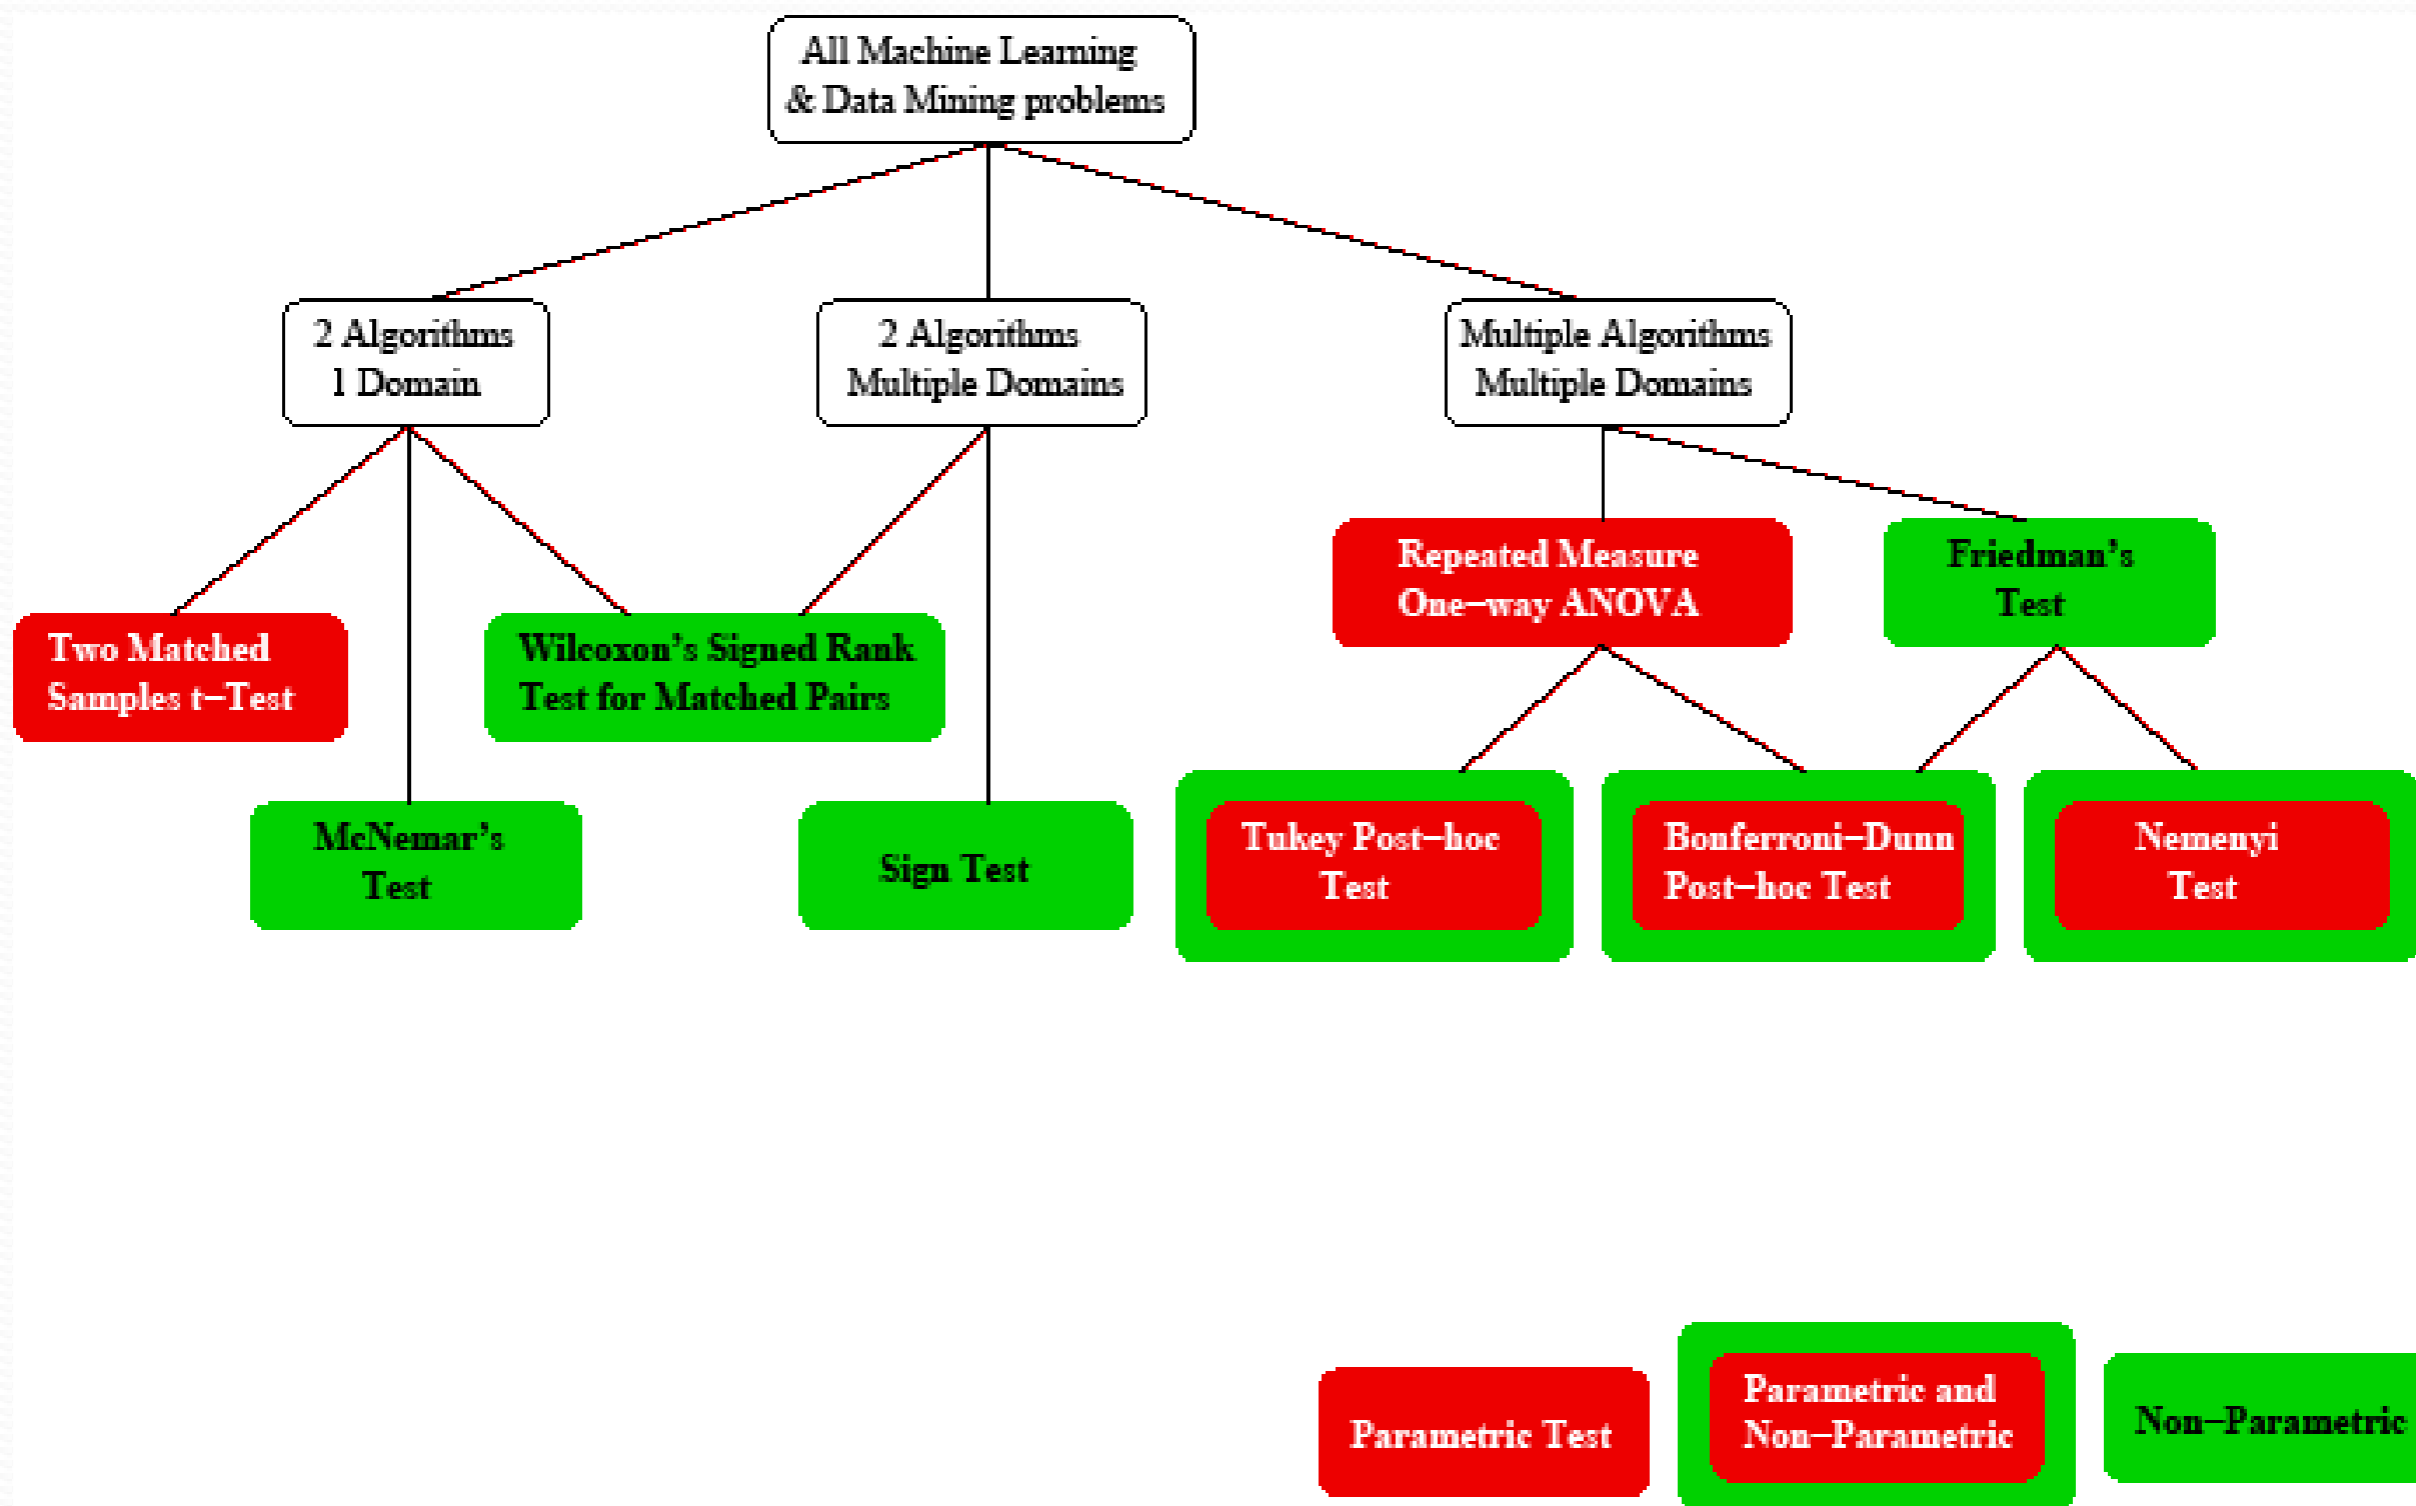 All Machine Learning
& Data Mining problems
2 Algorithms
1 Domain
2 Algorithms
Multiple Domains
Multiple Algorithms
Multiple Domains
Repeated Measure
One−way ANOVA
Friedman's
Test
Two Matched
Samples t−Test
Wilcoxon's Signed Rank
Test for Matched Pairs
McNemar's
Test
Sign Test
Tukey Post−hoc
Test
Bonferroni−Dunn
Post−hoc Test
Nemenyi
Test
Parametric Test
Parametric and
Non−Parametric
Non−Parametric